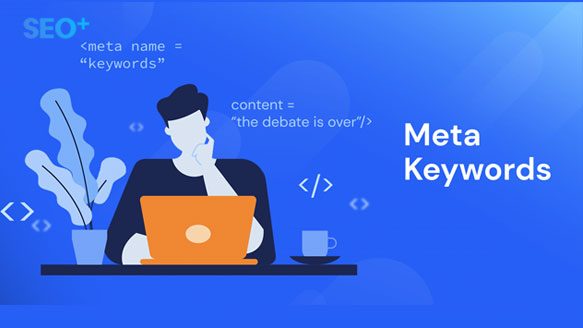 SEO+
<meta name =
“keywords”
content =
“the debate is over”/>
Meta
Keywords
<>
<>
<>
</>
<>